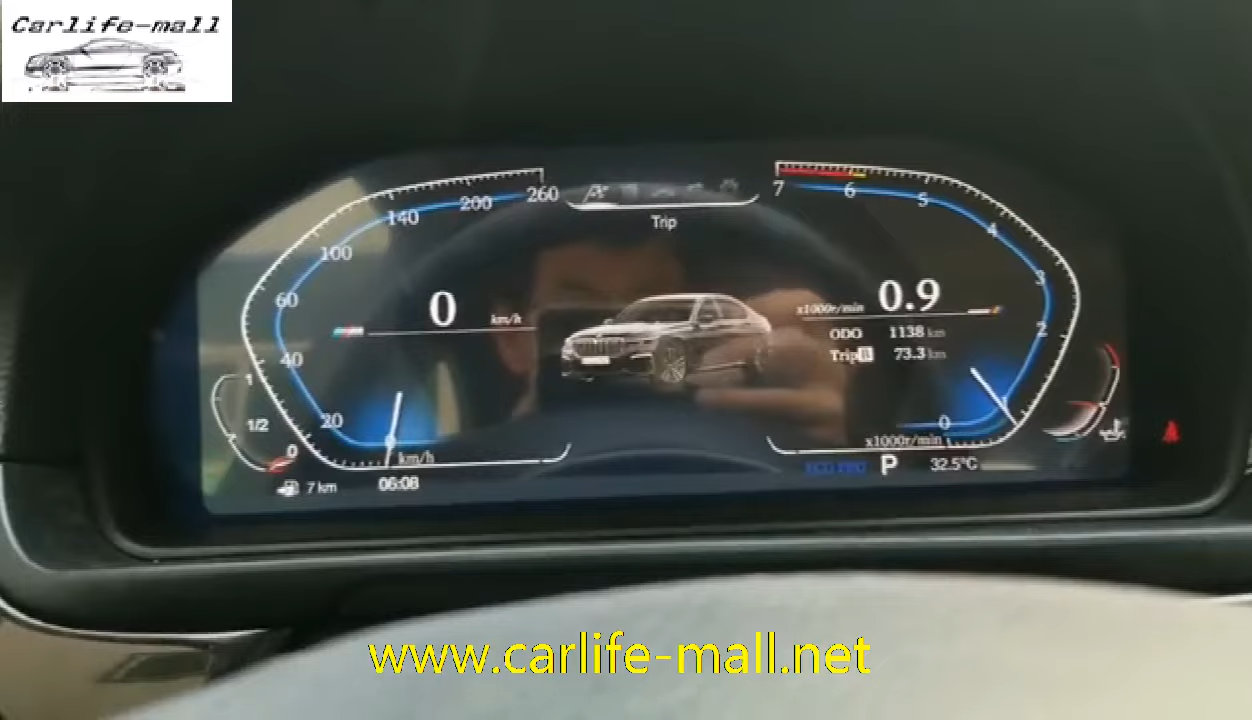 Carlife-mall
260
200
140
100
60
40
20
0
km/h
Trip
7
6
5
4
3
2
1
0
x1000r/min
0
km/h
0.9
x1000r/min
ODO 1138 km
Trip B 73.3 km
1
1/2
0
7 km
06:08
ECO PRO
P
32.5°C
www.carlife-mall.net